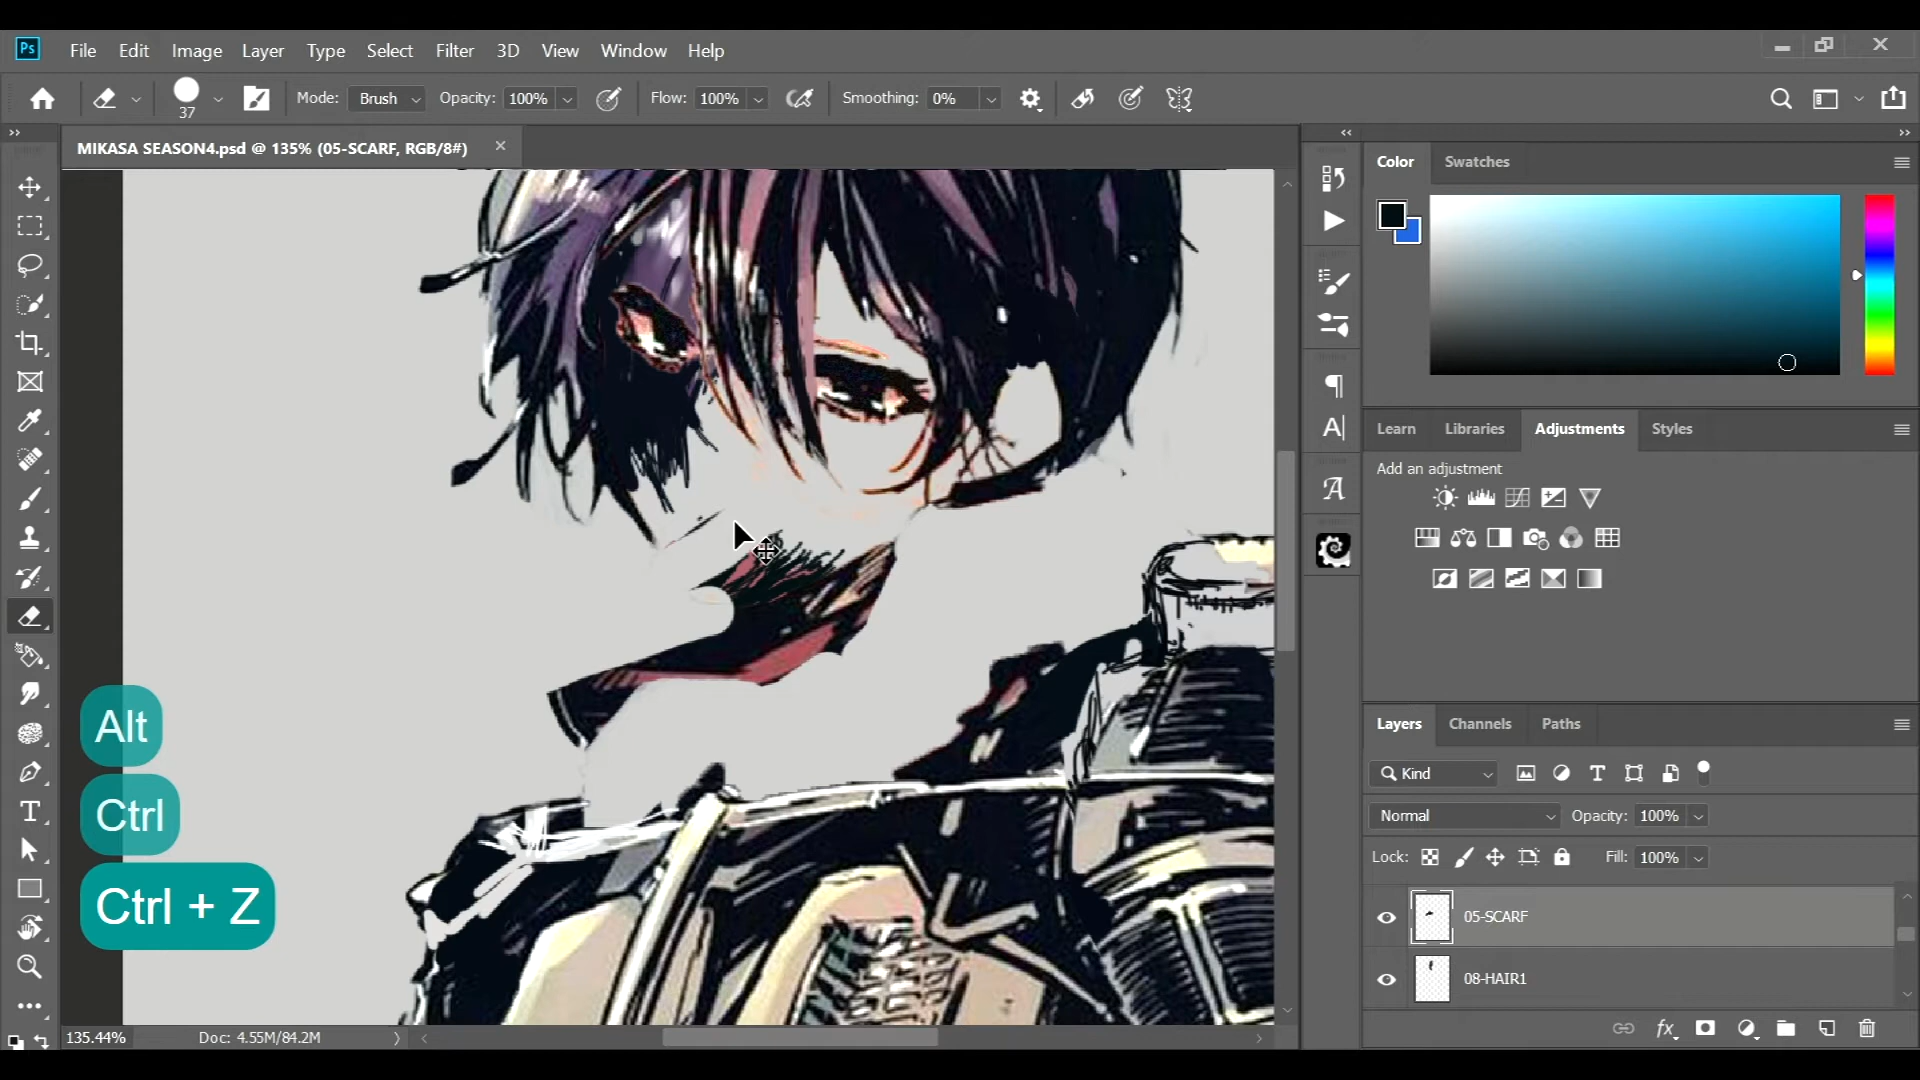 Ps File Edit Image Layer Type Select Filter 3D View Window Help
37 Mode: Brush Opacity: 100% Flow: 100% Smoothing: 0%
MIKASA SEASON4.psd @ 135% (05-SCARF, RGB/8#)
Color Swatches
Learn Libraries Adjustments Styles
Add an adjustment
Layers Channels Paths
Kind
Normal Opacity: 100%
Lock: Fill: 100%
05-SCARF
08-HAIR1
Alt
Ctrl
Ctrl + Z
135.44% Doc: 4.55M/84.2M